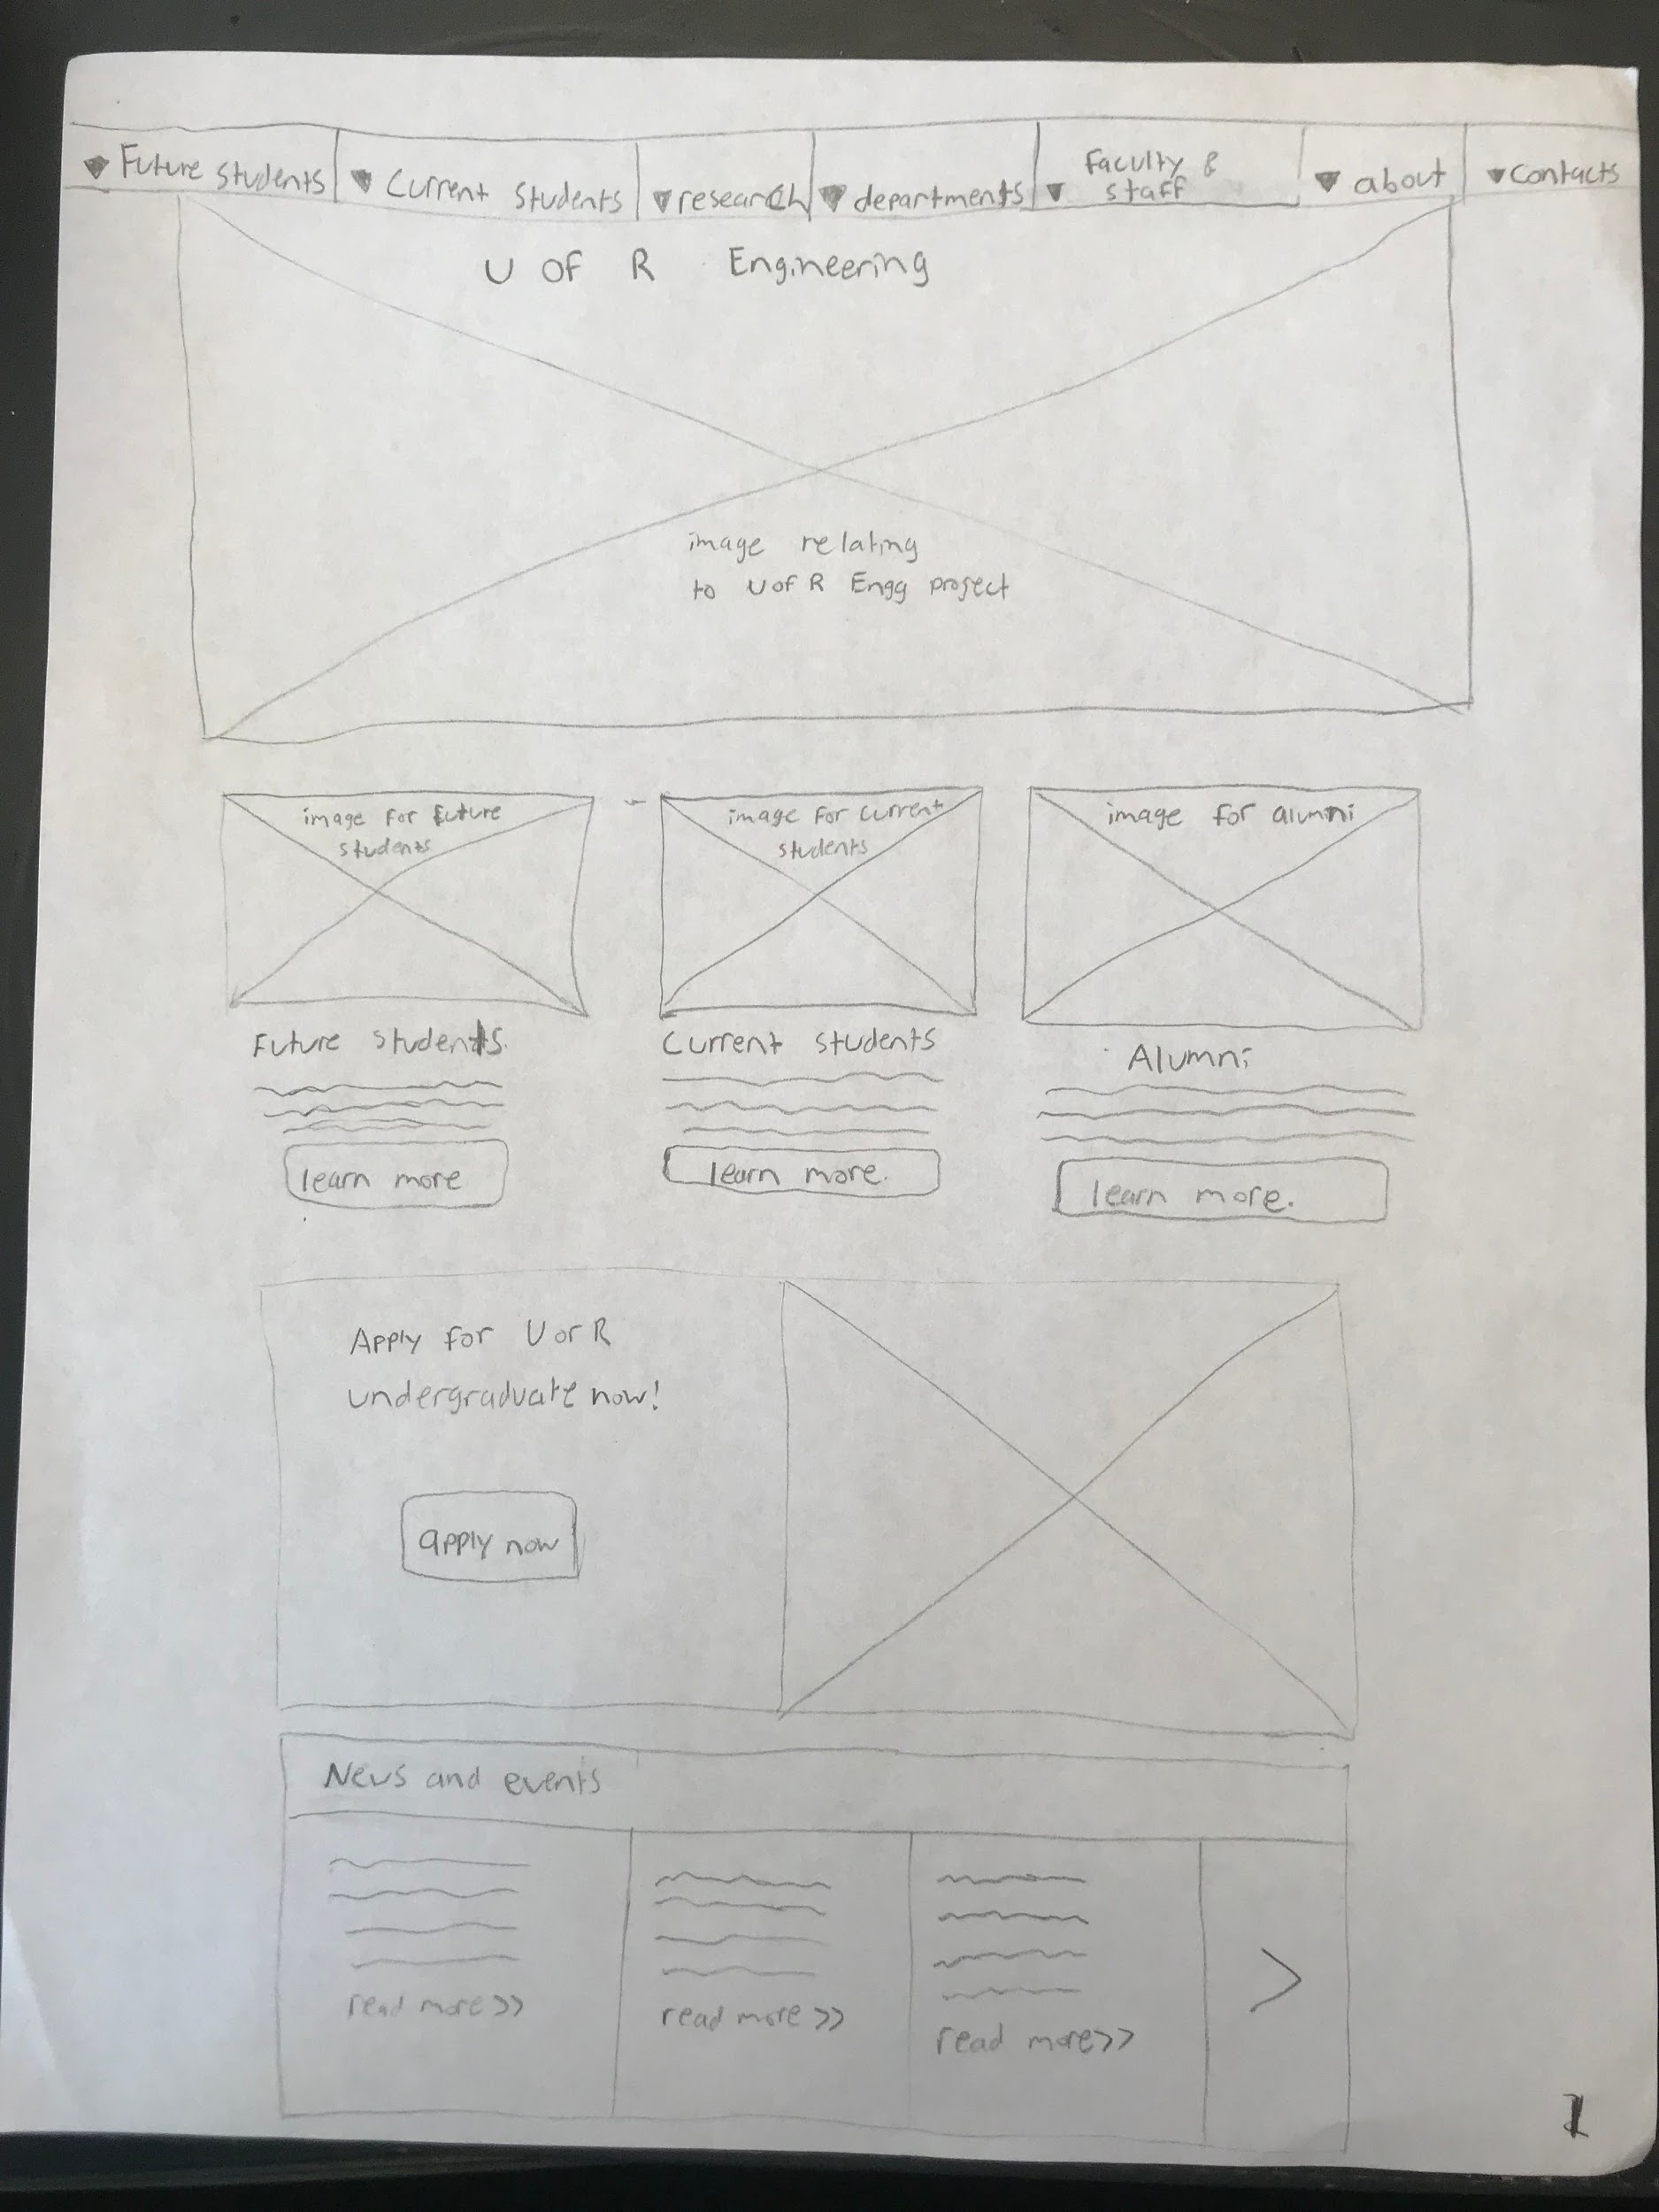 ▼ Future Students
▼ Current Students
▼ research
▼ departments
▼ Faculty &
staff
▼ about
▼ contacts
U OF R Engineering
image relating
to U of R Engg project
image for future
students
image for current
students
image for alumni
Future Students.
Current Students
Alumni
learn more
learn more.
learn more.
Apply for U of R
undergraduate now!
apply now
News and events
read more >>
read more >>
read more >>
>
1